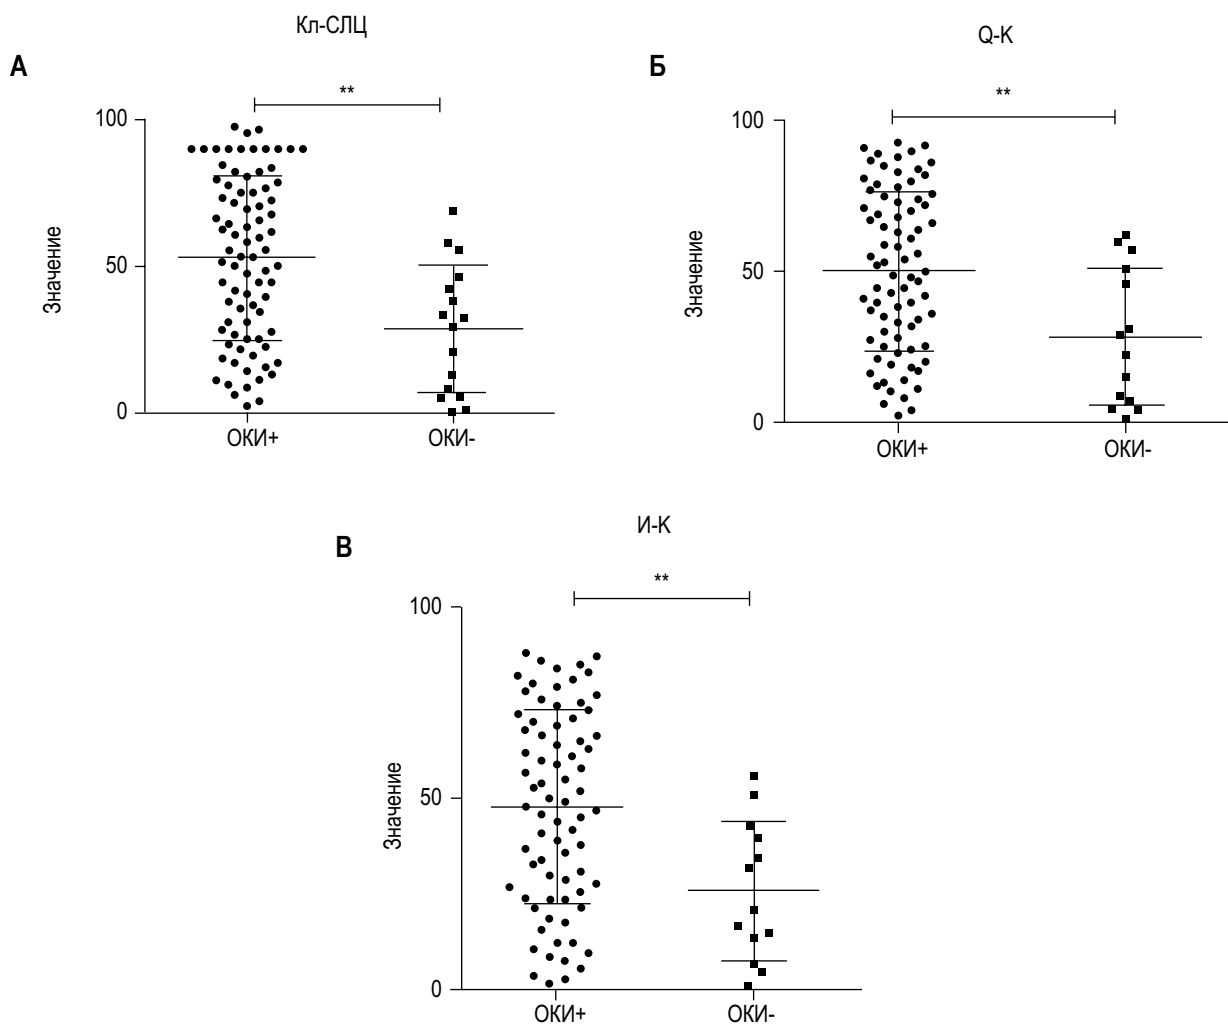 Кл-СЛЦ
А
**
100
50
0
Значение
ОКИ+ ОКИ-
Q-K
Б
**
100
50
0
Значение
ОКИ+ ОКИ-
И-К
В
**
100
50
0
Значение
ОКИ+ ОКИ-